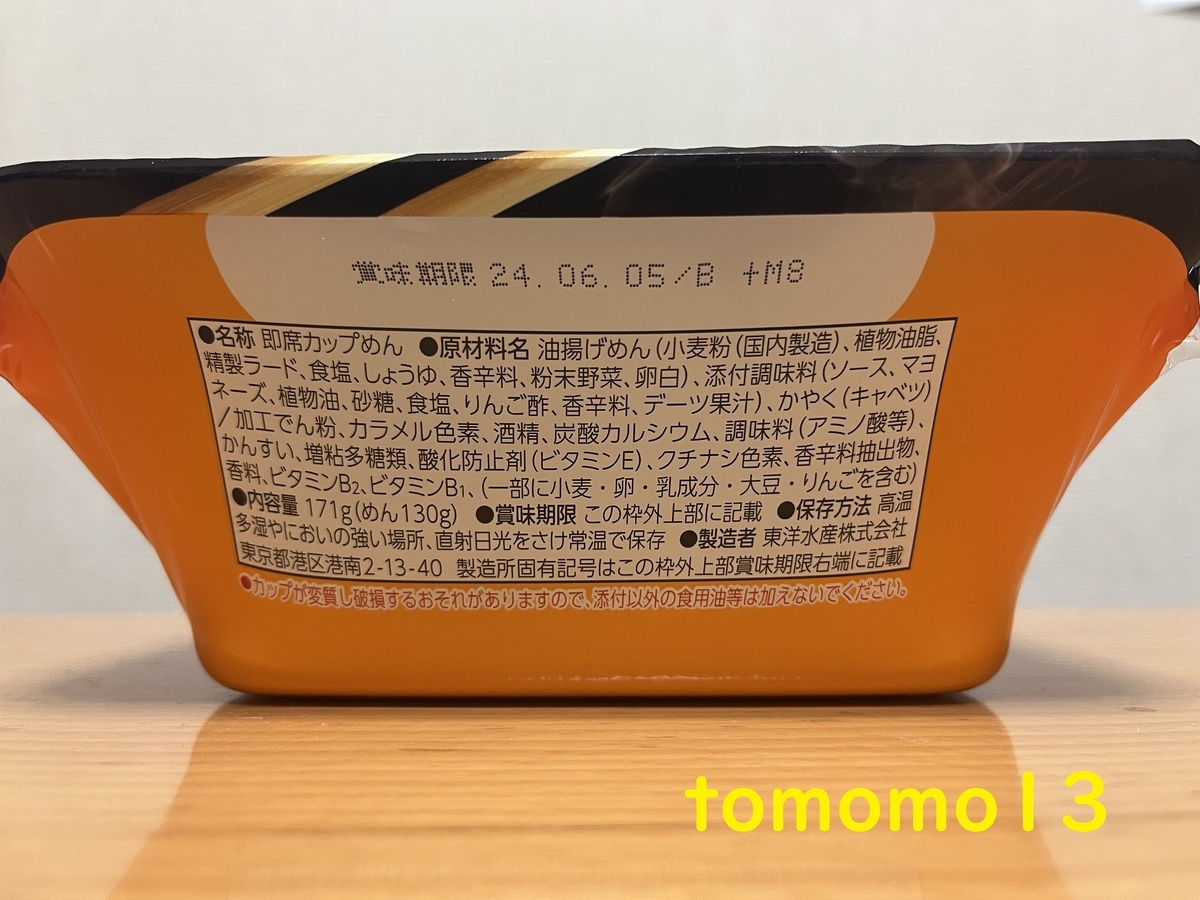 賞味期限 24.06.05/B +M8
●名称 即席カップめん ●原材料名 油揚げめん(小麦粉(国内製造)、植物油脂、
精製ラード、食塩、しょうゆ、香辛料、粉末野菜、卵白)、添付調味料(ソース、マヨ
ネーズ、植物油、砂糖、食塩、りんご酢、香辛料、デーツ果汁)、かやく(キャベツ)
/加工でん粉、カラメル色素、酒精、炭酸カルシウム、調味料(アミノ酸等)、
かんすい、増粘多糖類、酸化防止剤(ビタミンE)、クチナシ色素、香辛料抽出物、
香料、ビタミンB₂、ビタミンB₁、(一部に小麦・卵・乳成分・大豆・りんごを含む)
●内容量 171g(めん130g) ●賞味期限 この枠外上部に記載 ●保存方法 高温
多湿やにおいの強い場所、直射日光をさけ常温で保存 ●製造者 東洋水産株式会社
東京都港区港南2-13-40 製造所固有記号はこの枠外上部賞味期限右端に記載
●カップが変質し破損するおそれがありますので、添付以外の食用油等は加えないでください。
tomomo13